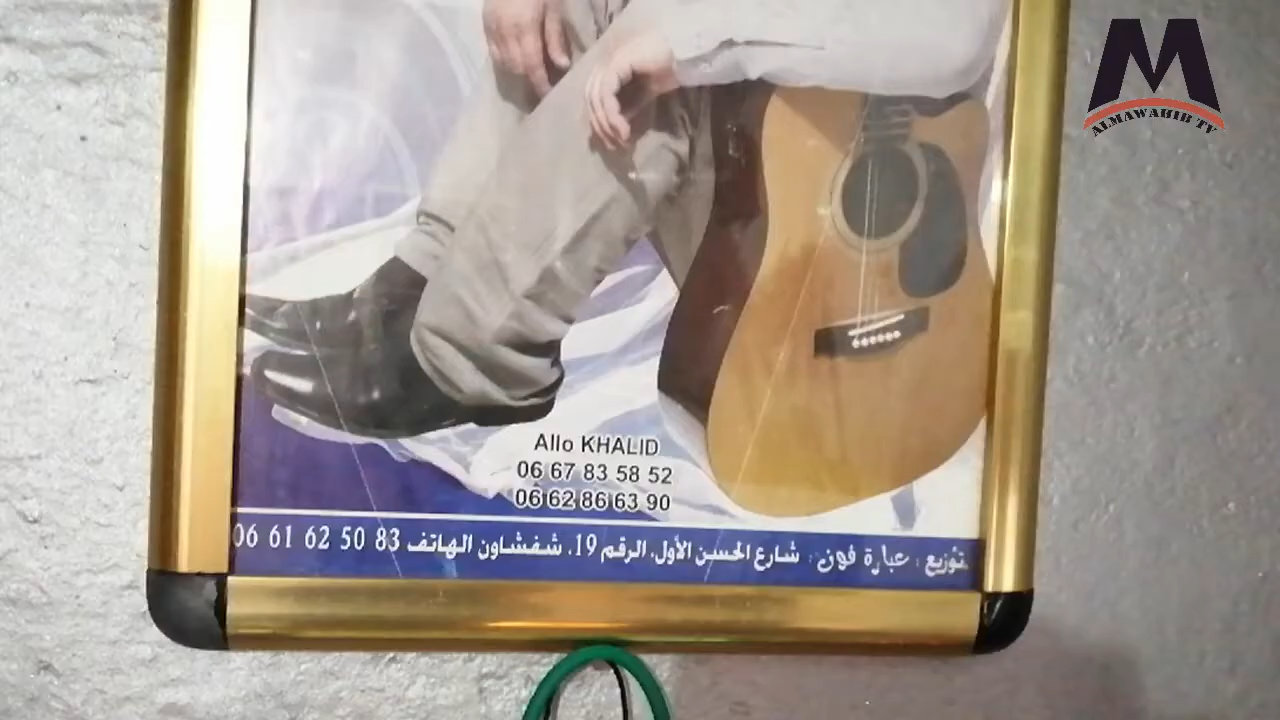 M
ALMAWAHIB TV
Allo KHALID
06 67 83 58 52
06 62 86 63 90
توزيع : عبارة فون : شارع الحسن الأول. الرقم 19. شفشاون الهاتف 83 50 62 61 06